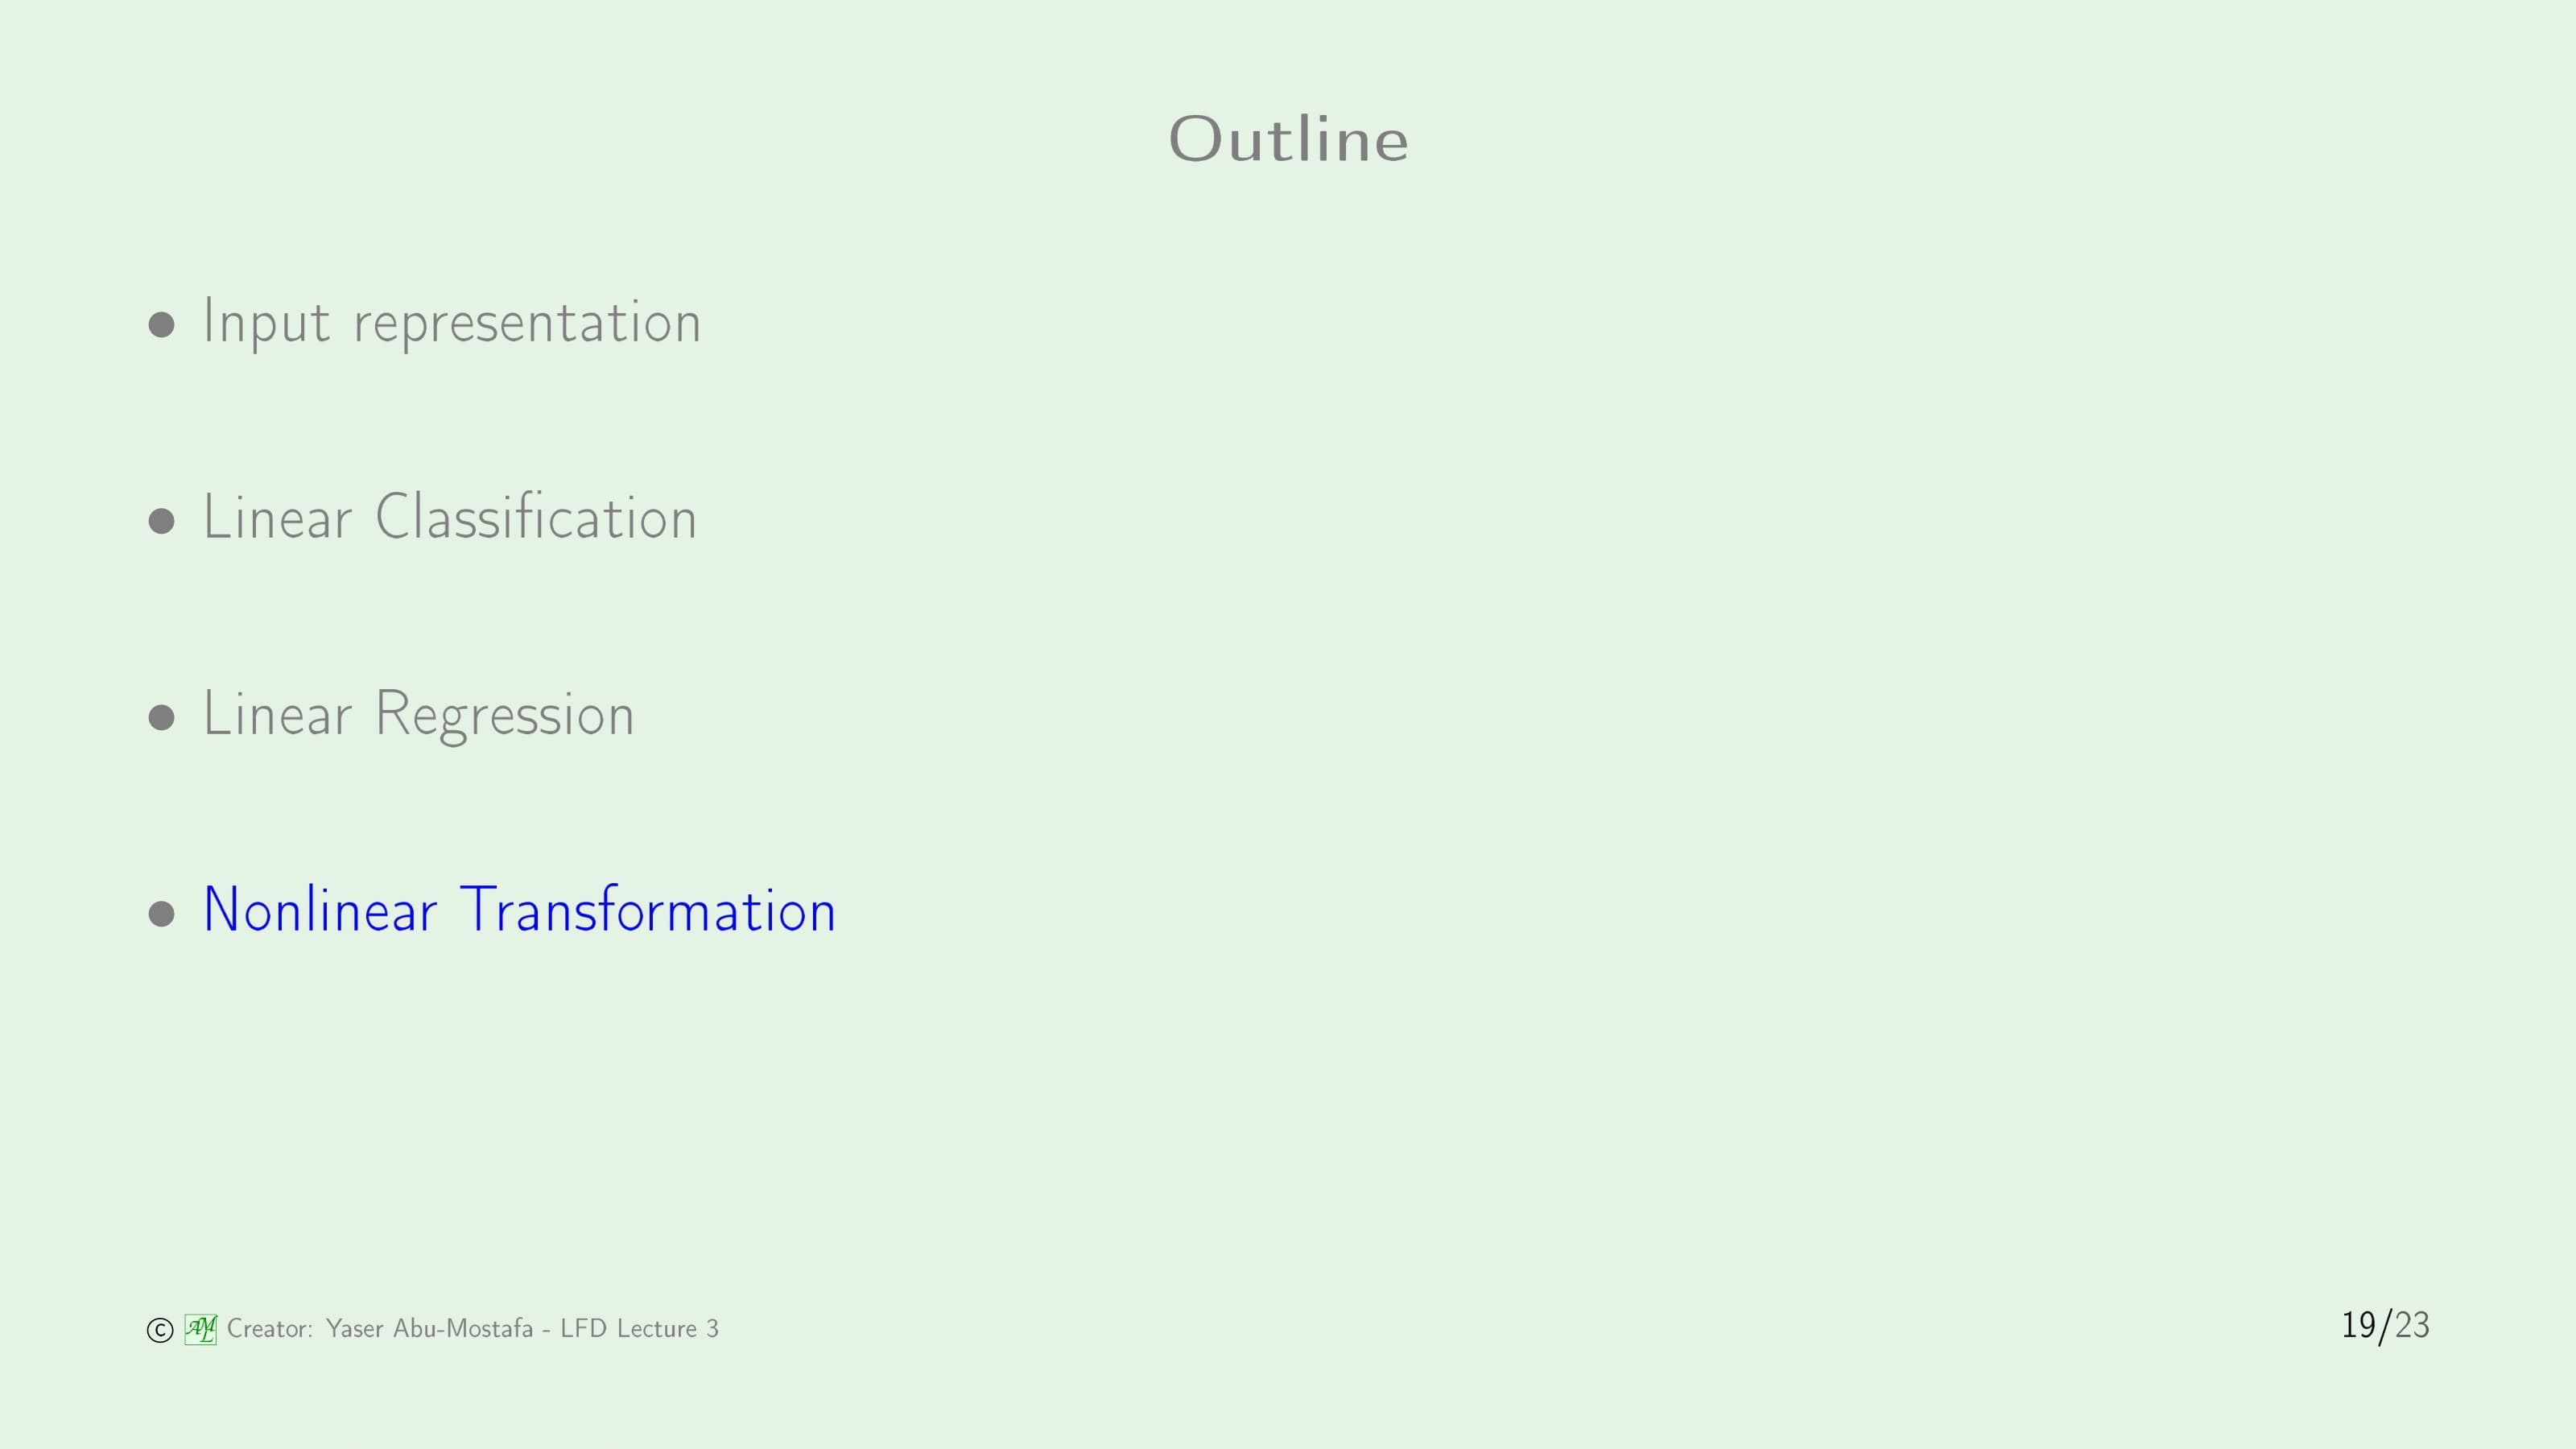 Outline
• Input representation
• Linear Classification
• Linear Regression
• Nonlinear Transformation
© AML Creator: Yaser Abu-Mostafa - LFD Lecture 3
19/23